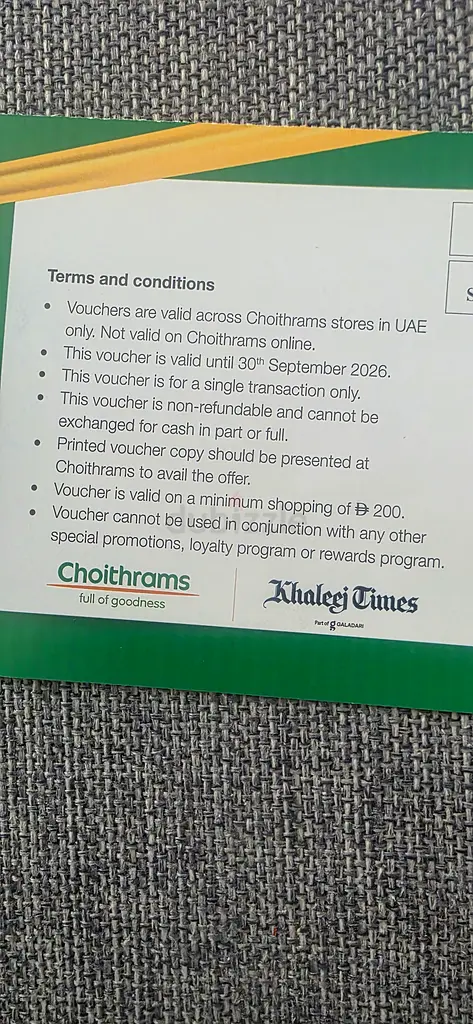 Terms and conditions
• Vouchers are valid across Choithrams stores in UAE
only. Not valid on Choithrams online.
• This voucher is valid until 30th September 2026.
• This voucher is for a single transaction only.
• This voucher is non-refundable and cannot be
exchanged for cash in part or full.
• Printed voucher copy should be presented at
Choithrams to avail the offer.
• Voucher is valid on a minimum shopping of 200.
• Voucher cannot be used in conjunction with any other
special promotions, loyalty program or rewards program.
Choithrams
full of goodness
Khaleej Times
Part of g GALADARI
dubizzle
S